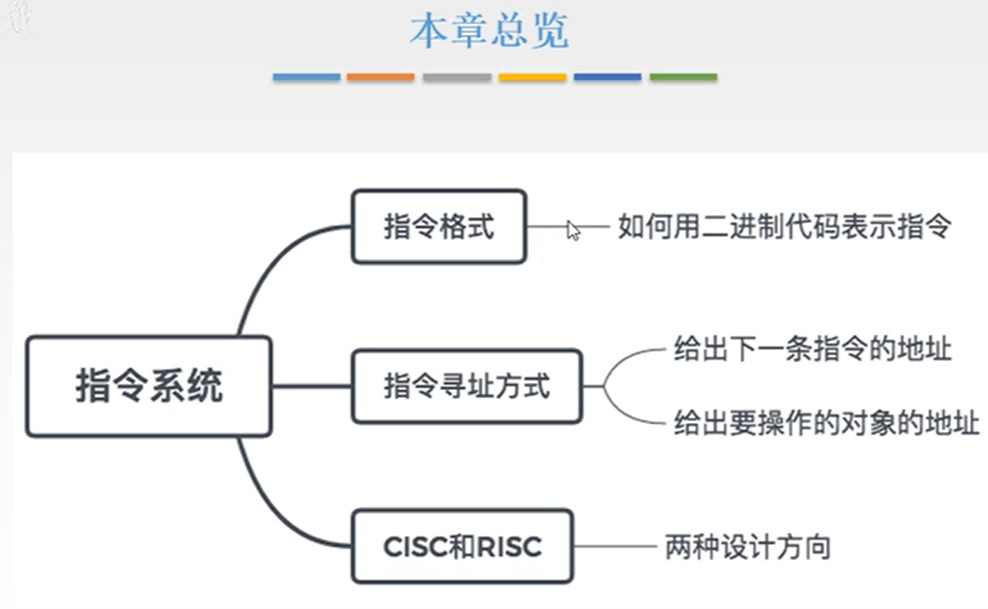 本章总览
指令格式
如何用二进制代码表示指令
指令系统
指令寻址方式
给出下一条指令的地址
给出要操作的对象的地址
CISC和RISC
两种设计方向